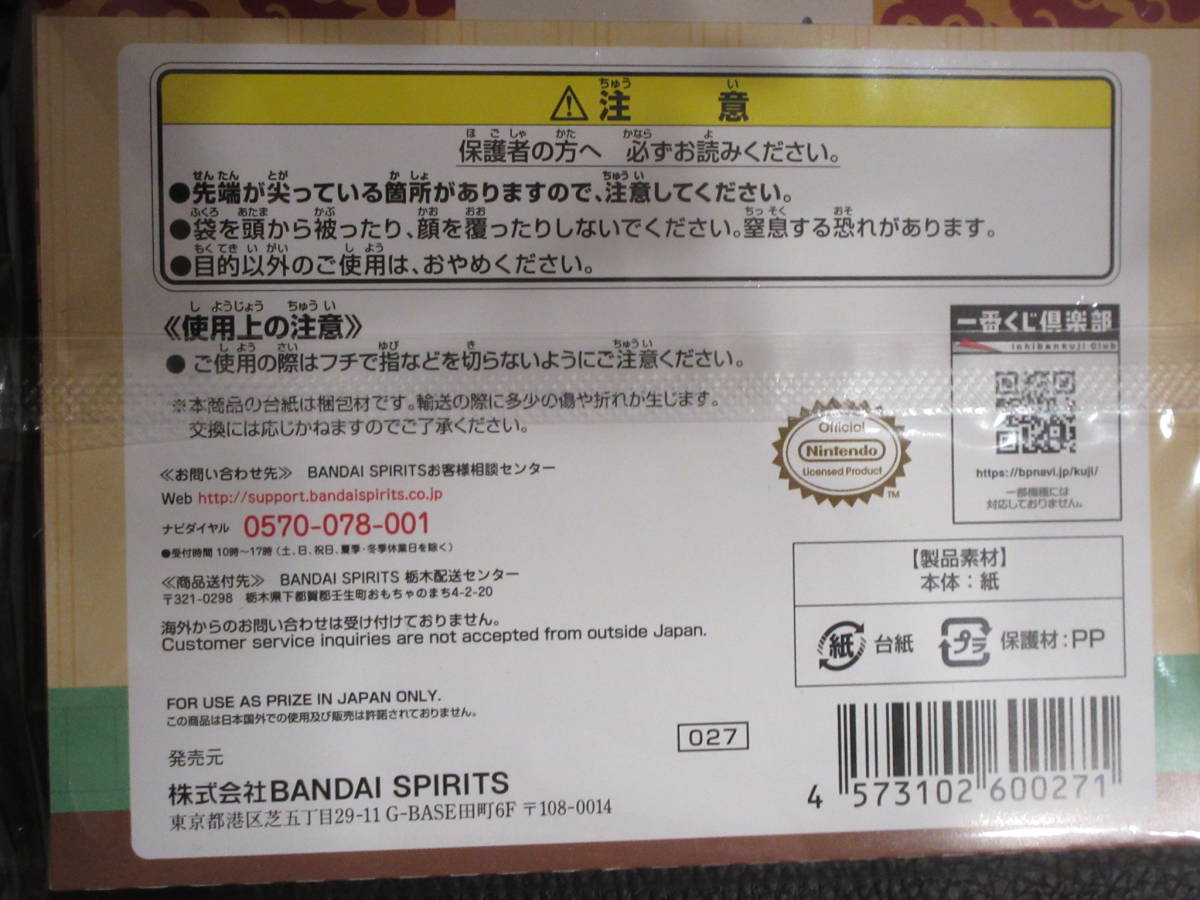 注意
保護者の方へ 必ずお読みください。
●先端が尖っている箇所がありますので、注意してください。
●袋を頭から被ったり、顔を覆ったりしないでください。窒息する恐れがあります。
●目的以外のご使用は、おやめください。
《使用上の注意》
● ご使用の際はフチで指などを切らないようにご注意ください。
※本商品の台紙は梱包材です。輸送の際に多少の傷や折れが生じます。
交換には応じかねますのでご了承ください。
≪お問い合わせ先≫ BANDAI SPIRITSお客様相談センター
Web http://support.bandaispirits.co.jp
ナビダイヤル 0570-078-001
●受付時間 10時~17時(土、日、祝日、夏季・冬季休業日を除く)
≪商品送付先≫ BANDAI SPIRITS 栃木配送センター
〒321-0298 栃木県下都賀郡壬生町おもちゃのまち4-2-20
海外からのお問い合わせは受け付けておりません。
Customer service inquiries are not accepted from outside Japan.
FOR USE AS PRIZE IN JAPAN ONLY.
この商品は日本国外での使用及び販売は許諾されておりません。
発売元
株式会社BANDAI SPIRITS
東京都港区芝五丁目29-11 G-BASE田町6F 〒108-0014
027
Official
Nintendo
Licensed Product
TM
一番くじ倶楽部
Ichibankuji Club
https://bpnavi.jp/kuji/
一部機種には
対応しておりません。
【製品素材】
本体:紙
紙 台紙 プラ 保護材:PP
4 573102 600271